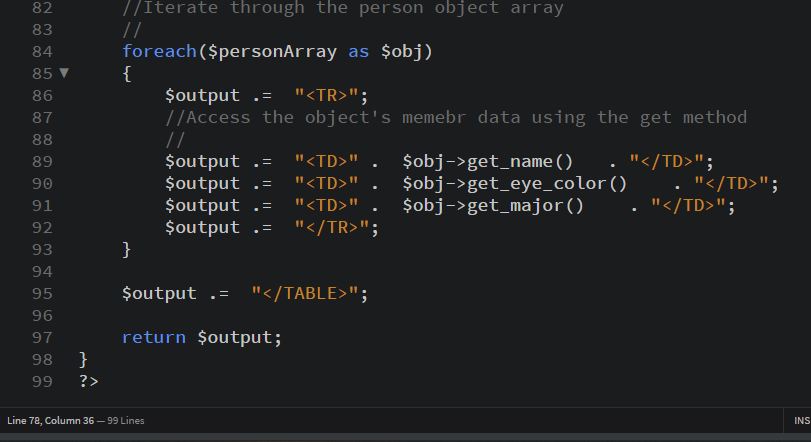 82 //Iterate through the person object array
83 //
84 foreach($personArray as $obj)
85 {
86 $output .= "<TR>";
87 //Access the object's memebr data using the get method
88 //
89 $output .= "<TD>" . $obj->get_name() . "</TD>";
90 $output .= "<TD>" . $obj->get_eye_color() . "</TD>";
91 $output .= "<TD>" . $obj->get_major() . "</TD>";
92 $output .= "</TR>";
93 }
94
95 $output .= "</TABLE>";
96
97 return $output;
98 }
99 ?>
Line 78, Column 36 — 99 Lines INS